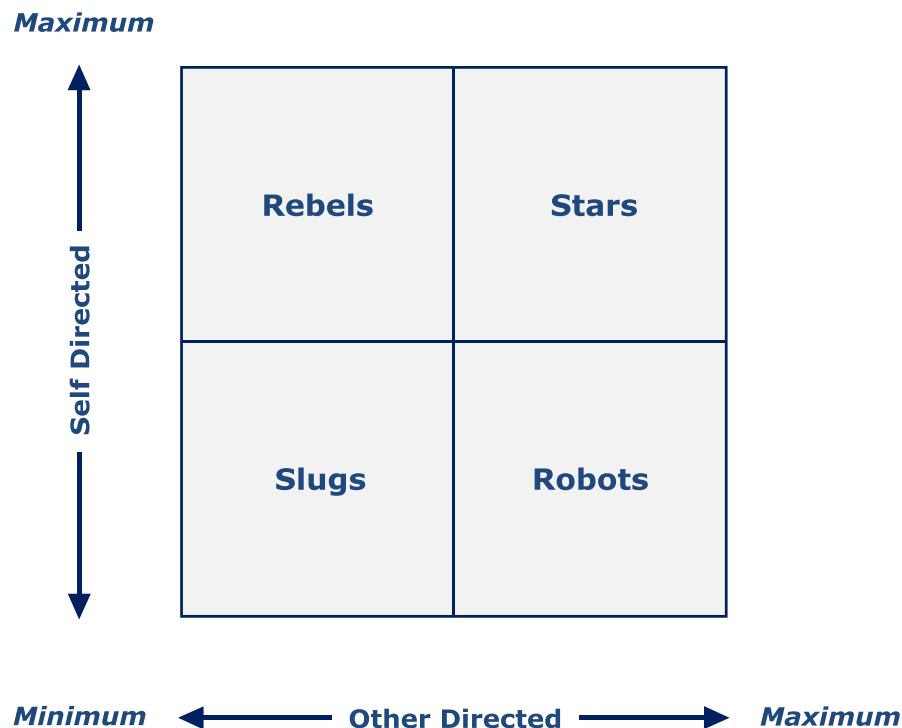 Maximum
Rebels
Stars
Self Directed
Slugs
Robots
Minimum
Other Directed
Maximum